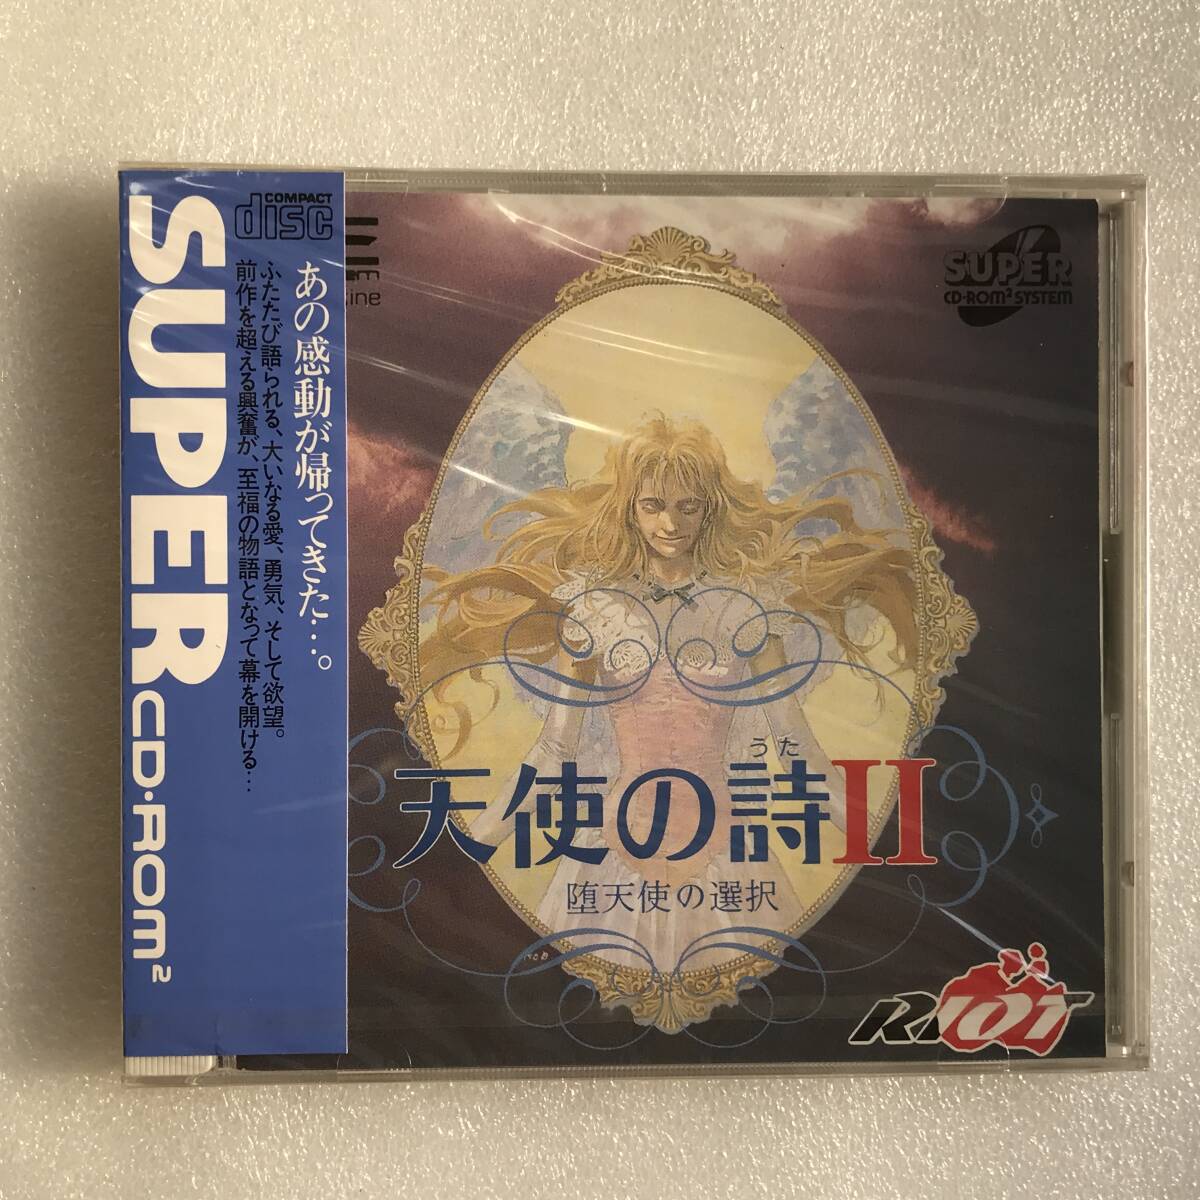 SUPER CD-ROM²
COMPACT
disc
あの感動が帰ってきた…。
ふたたび語られる、大いなる愛、勇気、そして欲望。
前作を超える興奮が、至福の物語となって幕を開ける…
em
ine
SUPER
CD-ROM² SYSTEM
うた
天使の詩II
堕天使の選択
RIOT